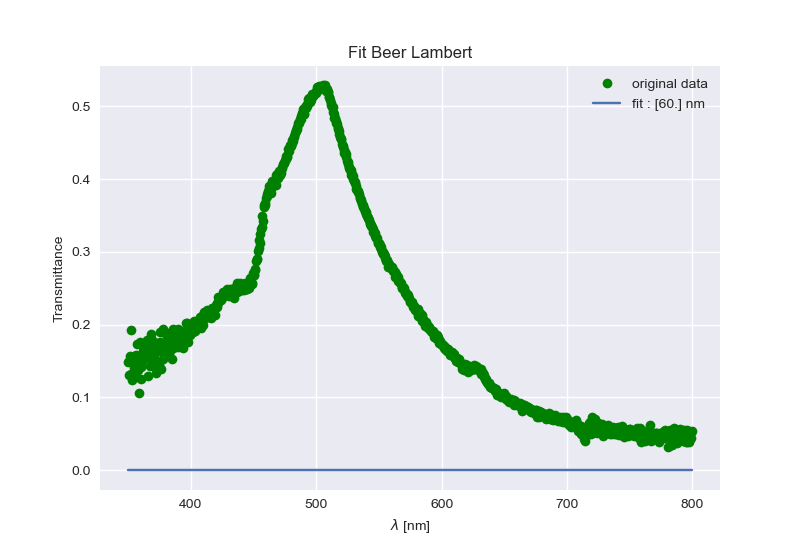 Fit Beer Lambert
original data
fit : [60.] nm
Transmittance
0.5
0.4
0.3
0.2
0.1
0.0
400
500
600
700
800
λ [nm]